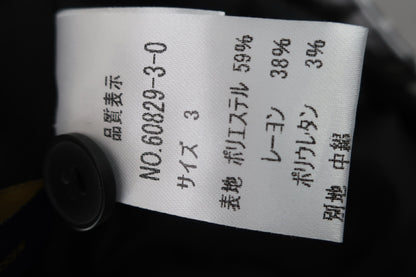 品質表示
NO.60829-3-0
サイズ 3
表地 ポリエステル 59%
レーヨン 38%
ポリウレタン 3%
別地 中綿